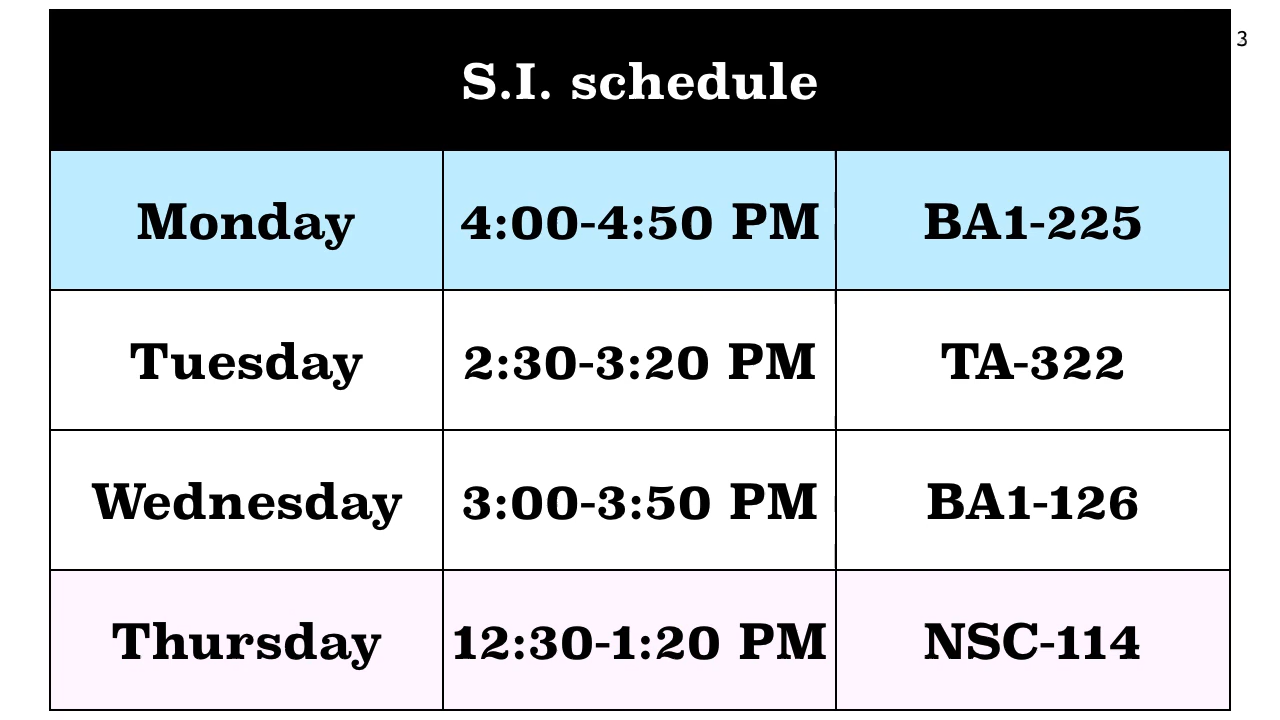 3
S.I. schedule
Monday 4:00-4:50 PM BA1-225
Tuesday 2:30-3:20 PM TA-322
Wednesday 3:00-3:50 PM BA1-126
Thursday 12:30-1:20 PM NSC-114